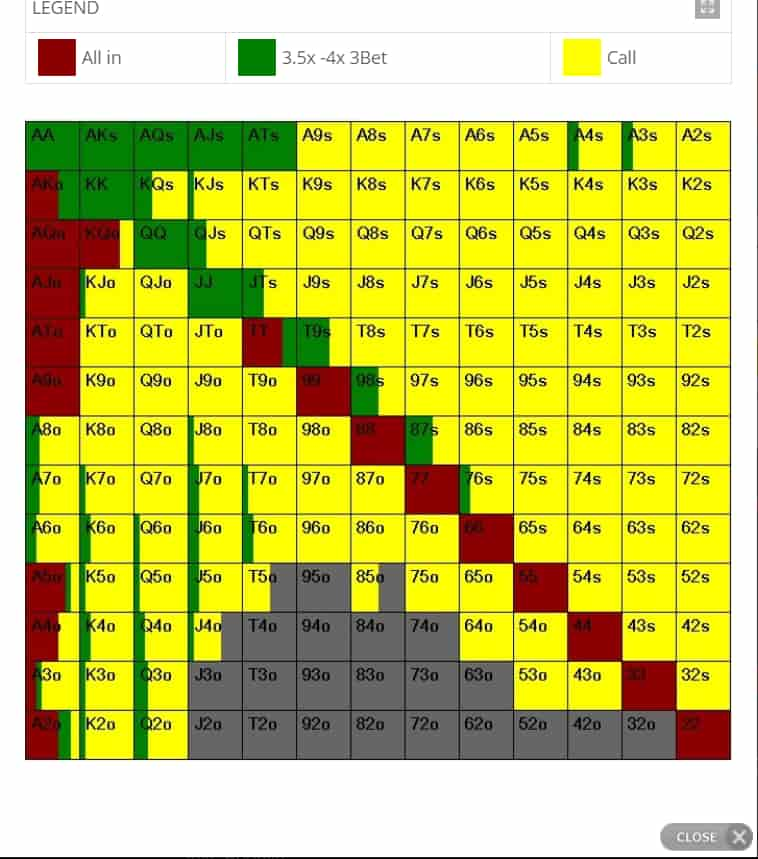 LEGEND
All in 3.5x -4x 3Bet Call
AA AKs AQs AJs ATs A9s A8s A7s A6s A5s A4s A3s A2s
AKo KK KQs KJs KTs K9s K8s K7s K6s K5s K4s K3s K2s
AQo KQo QQ QJs QTs Q9s Q8s Q7s Q6s Q5s Q4s Q3s Q2s
AJo KJo QJo JJ JTs J9s J8s J7s J6s J5s J4s J3s J2s
ATo KTo QTo JTo TT T9s T8s T7s T6s T5s T4s T3s T2s
A9o K9o Q9o J9o T9o 99 98s 97s 96s 95s 94s 93s 92s
A8o K8o Q8o J8o T8o 98o 88 87s 86s 85s 84s 83s 82s
A7o K7o Q7o J7o T7o 97o 87o 77 76s 75s 74s 73s 72s
A6o K6o Q6o J6o T6o 96o 86o 76o 66 65s 64s 63s 62s
A5o K5o Q5o J5o T5o 95o 85o 75o 65o 55 54s 53s 52s
A4o K4o Q4o J4o T4o 94o 84o 74o 64o 54o 44 43s 42s
A3o K3o Q3o J3o T3o 93o 83o 73o 63o 53o 43o 33 32s
A2o K2o Q2o J2o T2o 92o 82o 72o 62o 52o 42o 32o 22
CLOSE